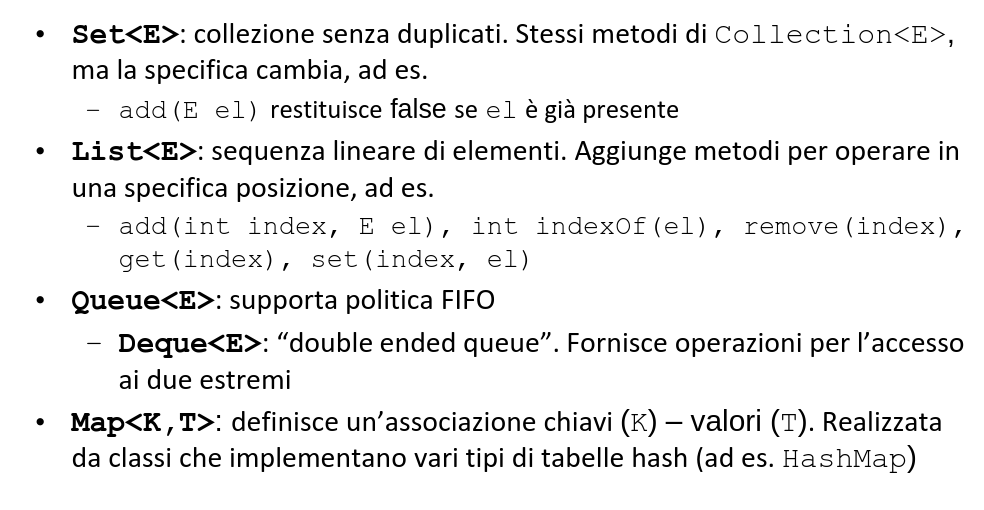 • Set<E>: collezione senza duplicati. Stessi metodi di Collection<E>,
ma la specifica cambia, ad es.
– add(E el) restituisce false se el è già presente
• List<E>: sequenza lineare di elementi. Aggiunge metodi per operare in
una specifica posizione, ad es.
– add(int index, E el), int indexOf(el), remove(index),
get(index), set(index, el)
• Queue<E>: supporta politica FIFO
– Deque<E>: “double ended queue”. Fornisce operazioni per l’accesso
ai due estremi
• Map<K,T>: definisce un’associazione chiavi (K) – valori (T). Realizzata
da classi che implementano vari tipi di tabelle hash (ad es. HashMap)